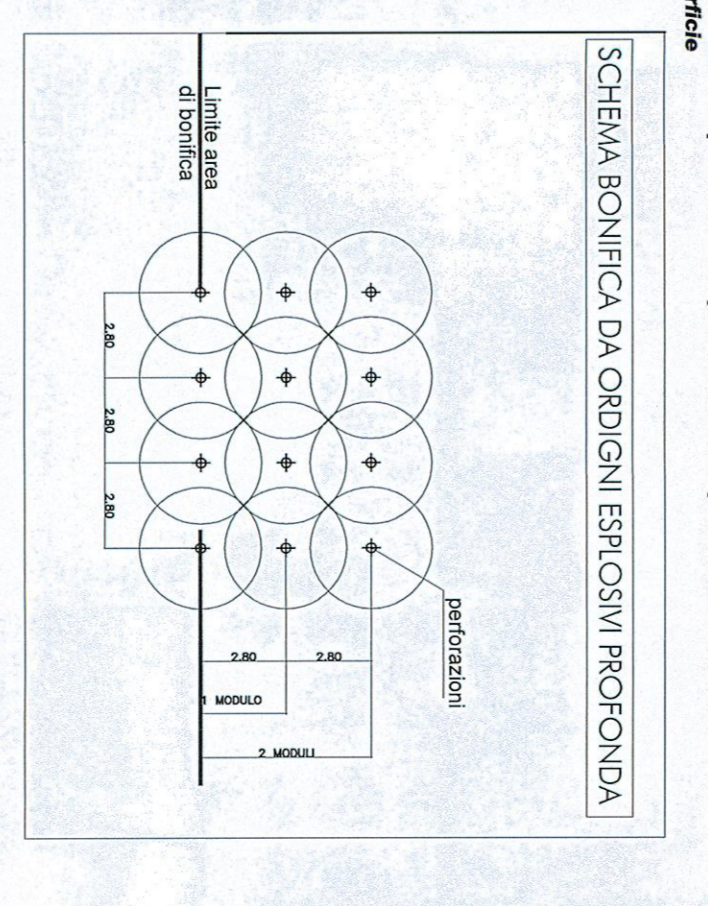 rficie
SCHEMA BONIFICA DA ORDIGNI ESPLOSIVI PROFONDA
Limite area
di bonifica
perforazioni
2.80
2.80
2.80
2.80
2.80
1 MODULO
2 MODULI